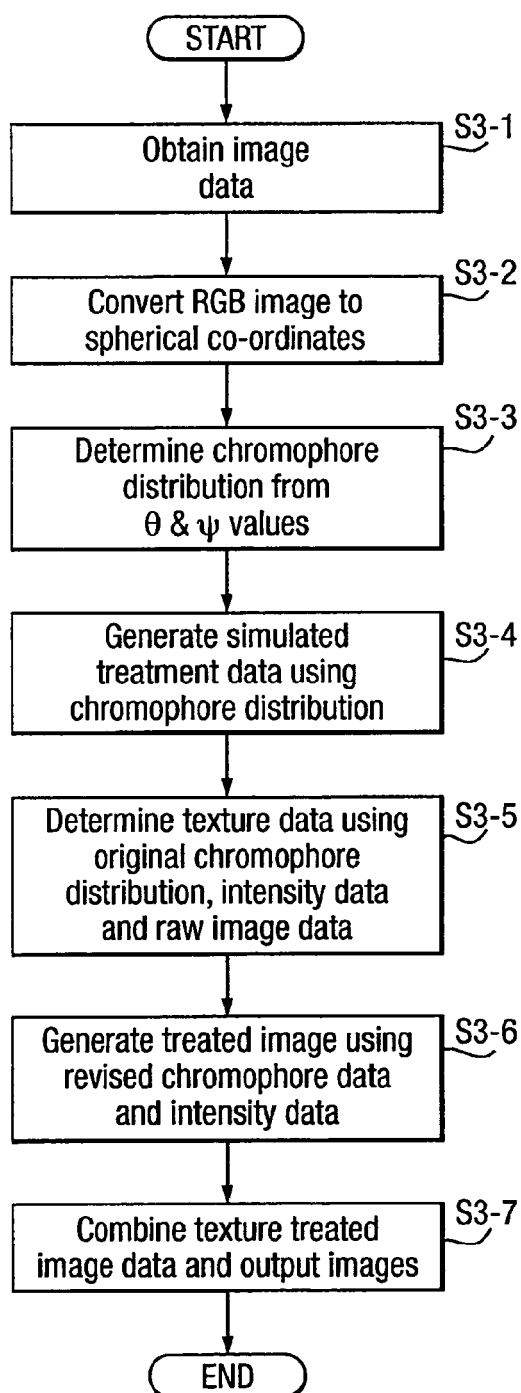 START
S3-1
Obtain image
data
S3-2
Convert RGB image to
spherical co-ordinates
S3-3
Determine chromophore
distribution from
θ & ψ values
S3-4
Generate simulated
treatment data using
chromophore distribution
S3-5
Determine texture data using
original chromophore
distribution, intensity data
and raw image data
S3-6
Generate treated image using
revised chromophore data
and intensity data
S3-7
Combine texture treated
image data and output images
END